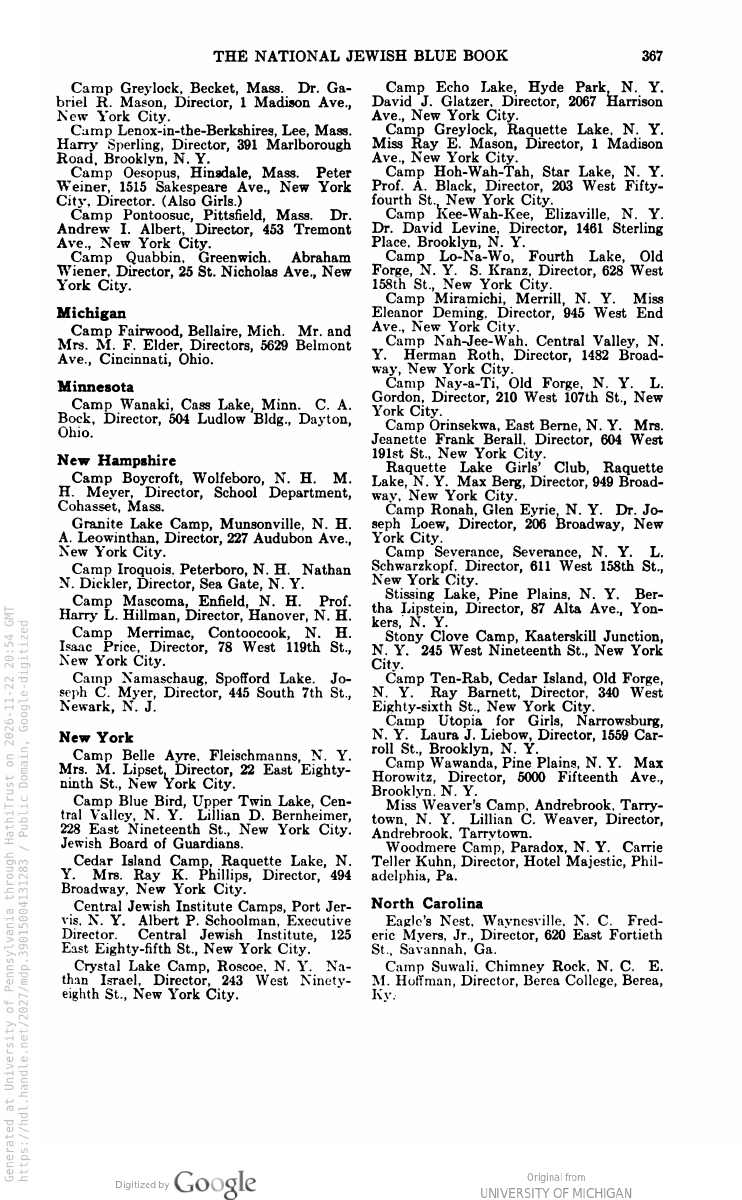 THE NATIONAL JEWISH BLUE BOOK 367
Camp Greylock, Becket, Mass. Dr. Ga-
briel R. Mason, Director, 1 Madison Ave.,
New York City.
Camp Lenox-in-the-Berkshires, Lee, Mass.
Harry Sperling, Director, 391 Marlborough
Road, Brooklyn, N. Y.
Camp Oesopus, Hinsdale, Mass. Peter
Weiner, 1515 Sakespeare Ave., New York
City, Director. (Also Girls.)
Camp Pontoosuc, Pittsfield, Mass. Dr.
Andrew I. Albert, Director, 453 Tremont
Ave., New York City.
Camp Quabbin, Greenwich. Abraham
Wiener, Director, 25 St. Nicholas Ave., New
York City.
Michigan
Camp Fairwood, Bellaire, Mich. Mr. and
Mrs. M. F. Elder, Directors, 5629 Belmont
Ave., Cincinnati, Ohio.
Minnesota
Camp Wanaki, Cass Lake, Minn. C. A.
Bock, Director, 504 Ludlow Bldg., Dayton,
Ohio.
New Hampshire
Camp Boycroft, Wolfeboro, N. H. M.
H. Meyer, Director, School Department,
Cohasset, Mass.
Granite Lake Camp, Munsonville, N. H.
A. Leowinthan, Director, 227 Audubon Ave.,
New York City.
Camp Iroquois, Peterboro, N. H. Nathan
N. Dickler, Director, Sea Gate, N. Y.
Camp Mascoma, Enfield, N. H. Prof.
Harry L. Hillman, Director, Hanover, N. H.
Camp Merrimac, Contoocook, N. H.
Isaac Price, Director, 78 West 119th St.,
New York City.
Camp Namaschaug, Spofford Lake. Jo-
seph C. Myer, Director, 445 South 7th St.,
Newark, N. J.
New York
Camp Belle Ayre, Fleischmanns, N. Y.
Mrs. M. Lipset, Director, 22 East Eighty-
ninth St., New York City.
Camp Blue Bird, Upper Twin Lake, Cen-
tral Valley, N. Y. Lillian D. Bernheimer,
228 East Nineteenth St., New York City.
Jewish Board of Guardians.
Cedar Island Camp, Raquette Lake, N.
Y. Mrs. Ray K. Phillips, Director, 494
Broadway, New York City.
Central Jewish Institute Camps, Port Jer-
vis, N. Y. Albert P. Schoolman, Executive
Director. Central Jewish Institute, 125
East Eighty-fifth St., New York City.
Crystal Lake Camp, Roscoe, N. Y. Na-
than Israel, Director, 243 West Ninety-
eighth St., New York City.
Camp Echo Lake, Hyde Park, N. Y.
David J. Glatzer, Director, 2067 Harrison
Ave., New York City.
Camp Greylock, Raquette Lake, N. Y.
Miss Ray E. Mason, Director, 1 Madison
Ave., New York City.
Camp Hoh-Wah-Tah, Star Lake, N. Y.
Prof. A. Black, Director, 203 West Fifty-
fourth St., New York City.
Camp Kee-Wah-Kee, Elizaville, N. Y.
Dr. David Levine, Director, 1461 Sterling
Place, Brooklyn, N. Y.
Camp Lo-Na-Wo, Fourth Lake, Old
Forge, N. Y. S. Kranz, Director, 628 West
158th St., New York City.
Camp Miramichi, Merrill, N. Y. Miss
Eleanor Deming, Director, 945 West End
Ave., New York City.
Camp Nah-Jee-Wah, Central Valley, N.
Y. Herman Roth, Director, 1482 Broad-
way, New York City.
Camp Nay-a-Ti, Old Forge, N. Y. L.
Gordon, Director, 210 West 107th St., New
York City.
Camp Orinsekwa, East Berne, N. Y. Mrs.
Jeanette Frank Berall, Director, 604 West
191st St., New York City.
Raquette Lake Girls' Club, Raquette
Lake, N. Y. Max Berg, Director, 949 Broad-
way, New York City.
Camp Ronah, Glen Eyrie, N. Y. Dr. Jo-
seph Loew, Director, 206 Broadway, New
York City.
Camp Severance, Severance, N. Y. L.
Schwarzkopf, Director, 611 West 158th St.,
New York City.
Stissing Lake, Pine Plains, N. Y. Ber-
tha Lipstein, Director, 87 Alta Ave., Yon-
kers, N. Y.
Stony Clove Camp, Kaaterskill Junction,
N. Y. 245 West Nineteenth St., New York
City.
Camp Ten-Rab, Cedar Island, Old Forge,
N. Y. Ray Barnett, Director, 340 West
Eighty-sixth St., New York City.
Camp Utopia for Girls, Narrowsburg,
N. Y. Laura J. Liebow, Director, 1559 Car-
roll St., Brooklyn, N. Y.
Camp Wawanda, Pine Plains, N. Y. Max
Horowitz, Director, 5000 Fifteenth Ave.,
Brooklyn, N. Y.
Miss Weaver's Camp, Andrebrook, Tarry-
town, N. Y. Lillian C. Weaver, Director,
Andrebrook, Tarrytown.
Woodmere Camp, Paradox, N. Y. Carrie
Teller Kuhn, Director, Hotel Majestic, Phil-
adelphia, Pa.
North Carolina
Eagle's Nest, Waynesville, N. C. Fred-
eric Myers, Jr., Director, 620 East Fortieth
St., Savannah, Ga.
Camp Suwali, Chimney Rock, N. C. E.
M. Hoffman, Director, Berea College, Berea,
Ky.
Generated at University of Pennsylvania through HathiTrust on 2026-11-22 20:54 GMT
https://hdl.handle.net/2027/mdp.39015004131283 / Public Domain, Google-digitized
Digitized by Google
Original from
UNIVERSITY OF MICHIGAN